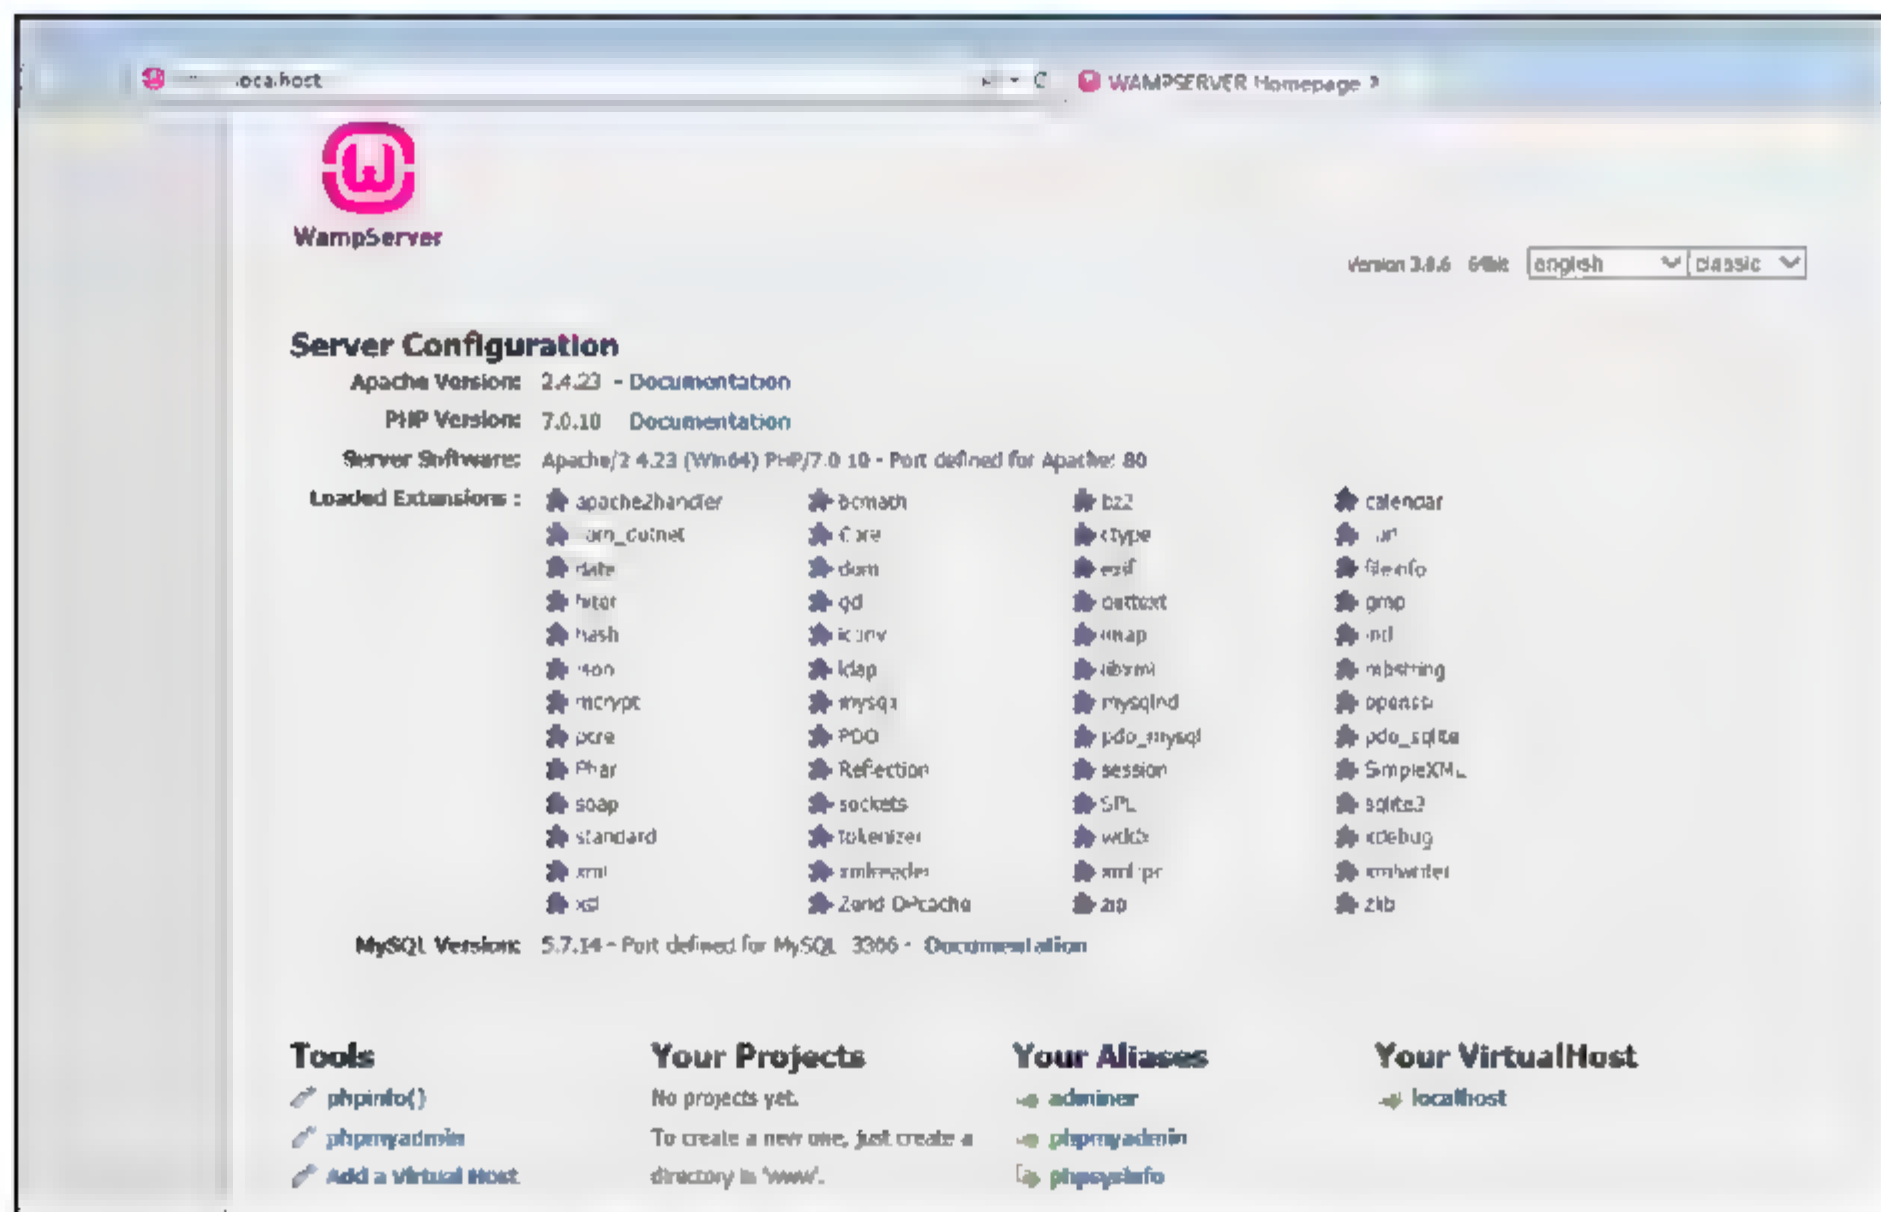 localhost
WAMPSERVER Homepage
WampServer
Version 3.0.6 64bit english classic
Server Configuration
Apache Version: 2.4.23 - Documentation
PHP Version: 7.0.10 Documentation
Server Software: Apache/2.4.23 (Win64) PHP/7.0.10 - Port defined for Apache: 80
Loaded Extensions : apache2handler bcmath bz2 calendar
com_dotnet Core ctype curl
date dom exif fileinfo
filter gd gettext gmp
hash iconv imap intl
json ldap libxml mbstring
mcrypt mysqli mysqlnd openssl
pcre PDO pdo_mysql pdo_sqlite
Phar Reflection session SimpleXML
soap sockets SPL sqlite3
standard tokenizer wddx xdebug
xml xmlreader xmlrpc xmlwriter
xsl Zend OPcache zip zlib
MySQL Version: 5.7.14 - Port defined for MySQL 3306 - Documentation
Tools Your Projects Your Aliases Your VirtualHost
phpinfo() No projects yet. adminer localhost
phpmyadmin To create a new one, just create a phpmyadmin
Add a Virtual Host directory in 'www'. phpsysinfo